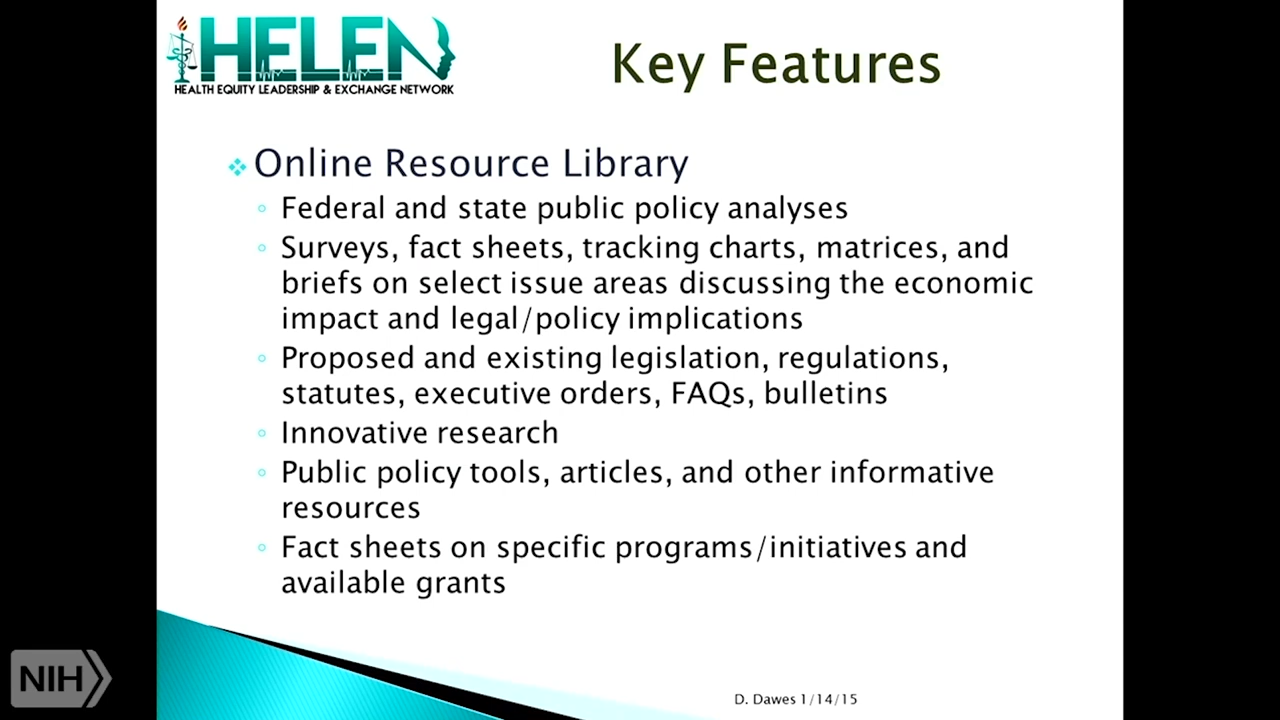 HELEN
HEALTH EQUITY LEADERSHIP & EXCHANGE NETWORK
Key Features
Online Resource Library
Federal and state public policy analyses
Surveys, fact sheets, tracking charts, matrices, and
briefs on select issue areas discussing the economic
impact and legal/policy implications
Proposed and existing legislation, regulations,
statutes, executive orders, FAQs, bulletins
Innovative research
Public policy tools, articles, and other informative
resources
Fact sheets on specific programs/initiatives and
available grants
NIH
D. Dawes 1/14/15